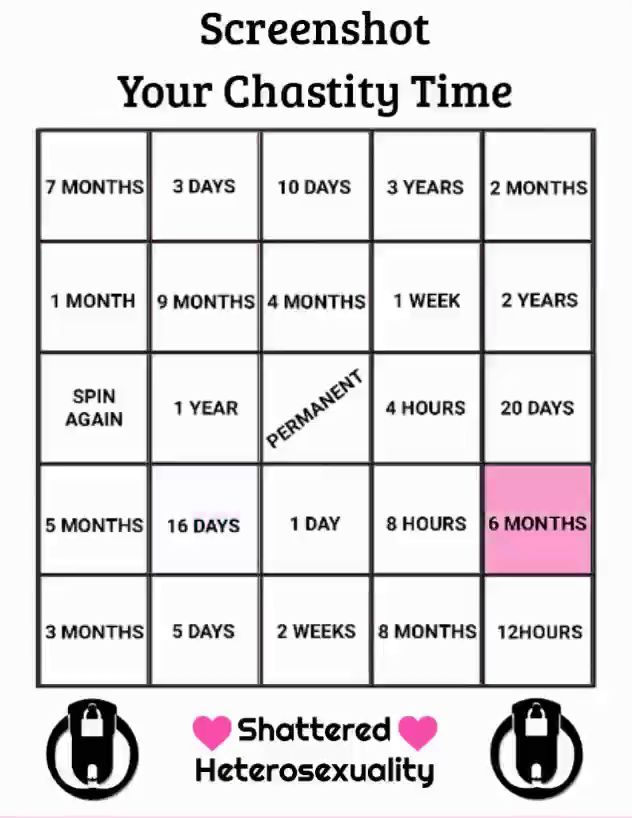 Screenshot
Your Chastity Time
7 MONTHS 3 DAYS 10 DAYS 3 YEARS 2 MONTHS
1 MONTH 9 MONTHS 4 MONTHS 1 WEEK 2 YEARS
SPIN
AGAIN 1 YEAR PERMANENT 4 HOURS 20 DAYS
5 MONTHS 16 DAYS 1 DAY 8 HOURS 6 MONTHS
3 MONTHS 5 DAYS 2 WEEKS 8 MONTHS 12HOURS
Shattered
Heterosexuality